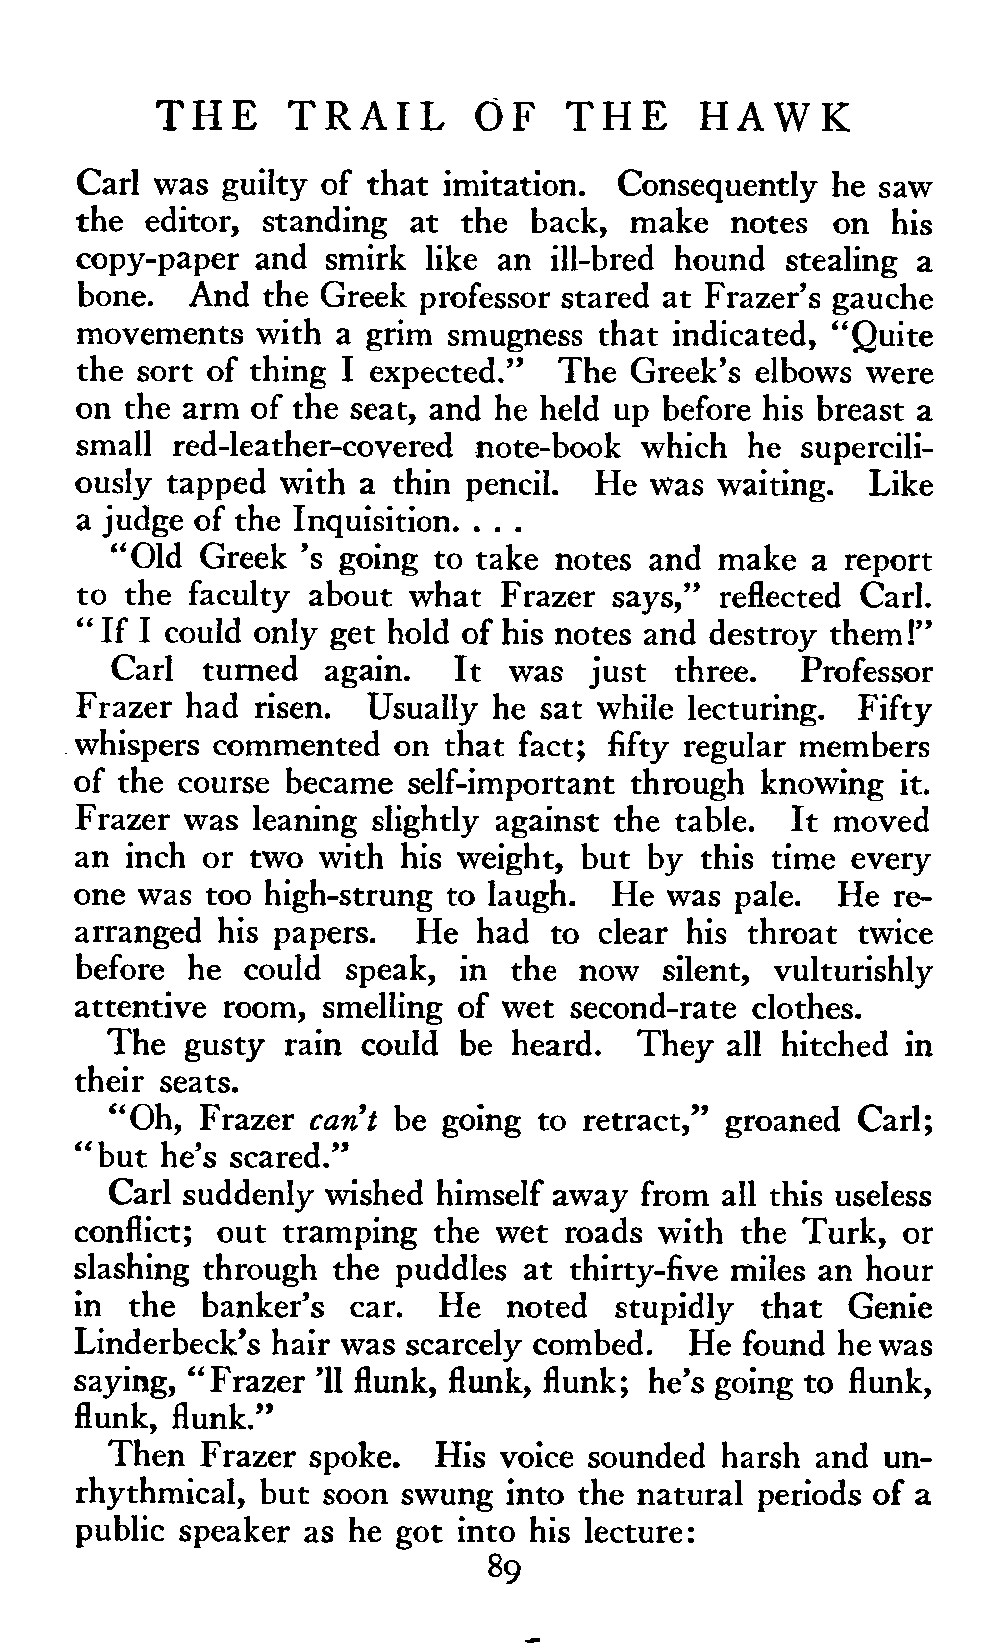 THE TRAIL OF THE HAWK
Carl was guilty of that imitation. Consequently he saw
the editor, standing at the back, make notes on his
copy-paper and smirk like an ill-bred hound stealing a
bone. And the Greek professor stared at Frazer's gauche
movements with a grim smugness that indicated, "Quite
the sort of thing I expected." The Greek's elbows were
on the arm of the seat, and he held up before his breast a
small red-leather-covered note-book which he supercili-
ously tapped with a thin pencil. He was waiting. Like
a judge of the Inquisition. . . .
"Old Greek 's going to take notes and make a report
to the faculty about what Frazer says," reflected Carl.
"If I could only get hold of his notes and destroy them!"
Carl turned again. It was just three. Professor
Frazer had risen. Usually he sat while lecturing. Fifty
whispers commented on that fact; fifty regular members
of the course became self-important through knowing it.
Frazer was leaning slightly against the table. It moved
an inch or two with his weight, but by this time every
one was too high-strung to laugh. He was pale. He re-
arranged his papers. He had to clear his throat twice
before he could speak, in the now silent, vulturishly
attentive room, smelling of wet second-rate clothes.
The gusty rain could be heard. They all hitched in
their seats.
"Oh, Frazer can't be going to retract," groaned Carl;
"but he's scared."
Carl suddenly wished himself away from all this useless
conflict; out tramping the wet roads with the Turk, or
slashing through the puddles at thirty-five miles an hour
in the banker's car. He noted stupidly that Genie
Linderbeck's hair was scarcely combed. He found he was
saying, "Frazer 'll flunk, flunk, flunk; he's going to flunk,
flunk, flunk."
Then Frazer spoke. His voice sounded harsh and un-
rhythmical, but soon swung into the natural periods of a
public speaker as he got into his lecture:
89